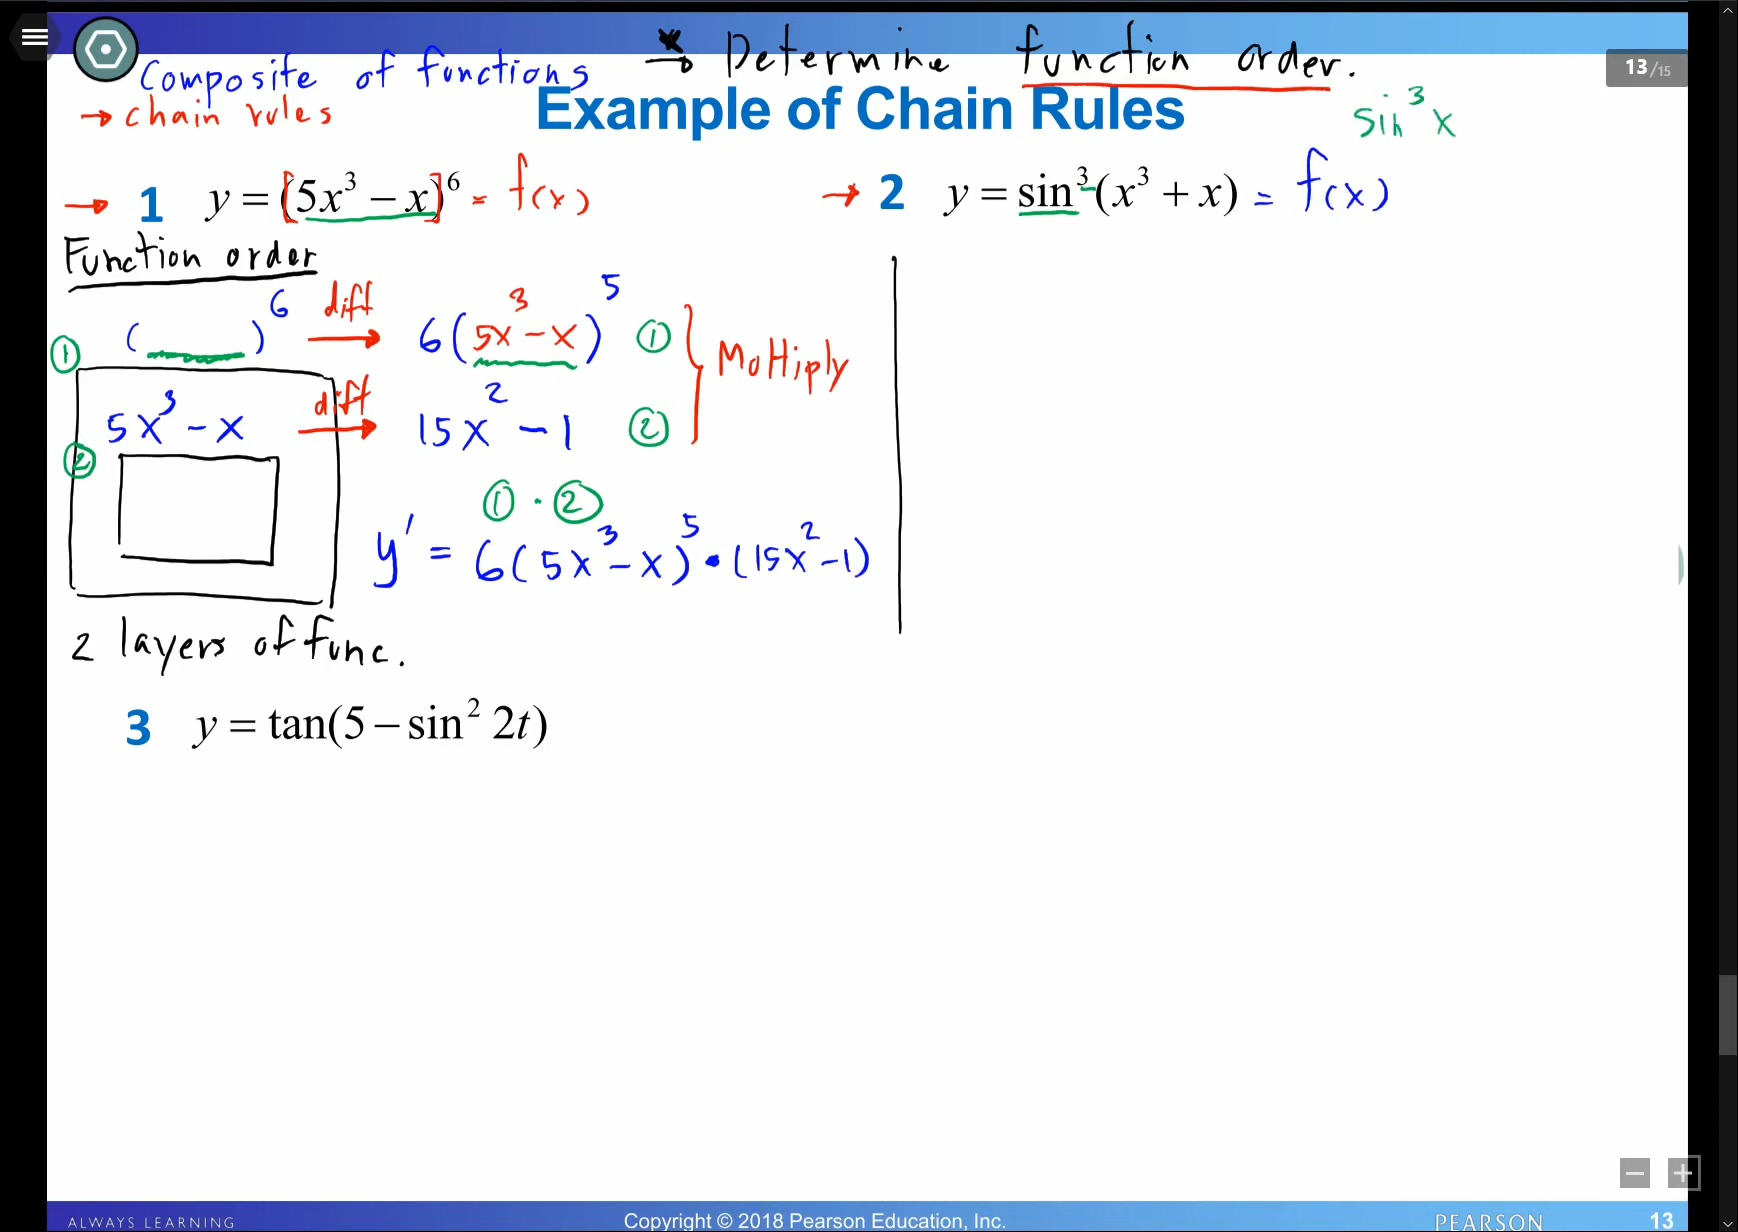 * → Determine function order.
Composite of functions
→ chain rules
13/15
Example of Chain Rules
sin³ x
→ 1 y = [(5x³ − x)]⁶ = f(x)
→ 2 y = sin³(x³ + x) = f(x)
Function order
① ( )⁶ diff → 6(5x³ − x)⁵ ①
Moltiply
② 5x³ − x diff → 15x² − 1 ②
① · ②
y′ = 6(5x³ − x)⁵ · (15x² − 1)
2 layers of func.
3 y = tan(5 − sin² 2t)
ALWAYS LEARNING
Copyright © 2018 Pearson Education, Inc.
PEARSON
13